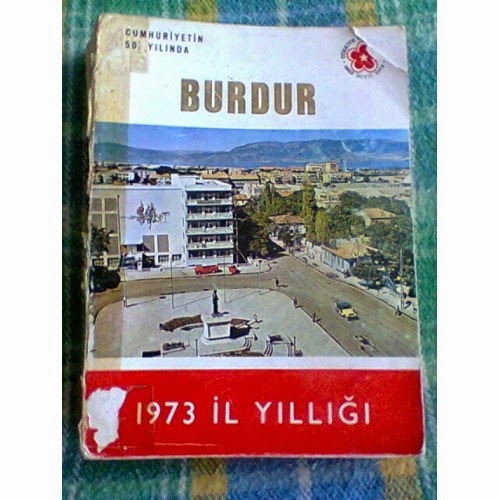 CUMHURİYETİN
50. YILINDA
BURDUR
1973 İL YILLIĞI